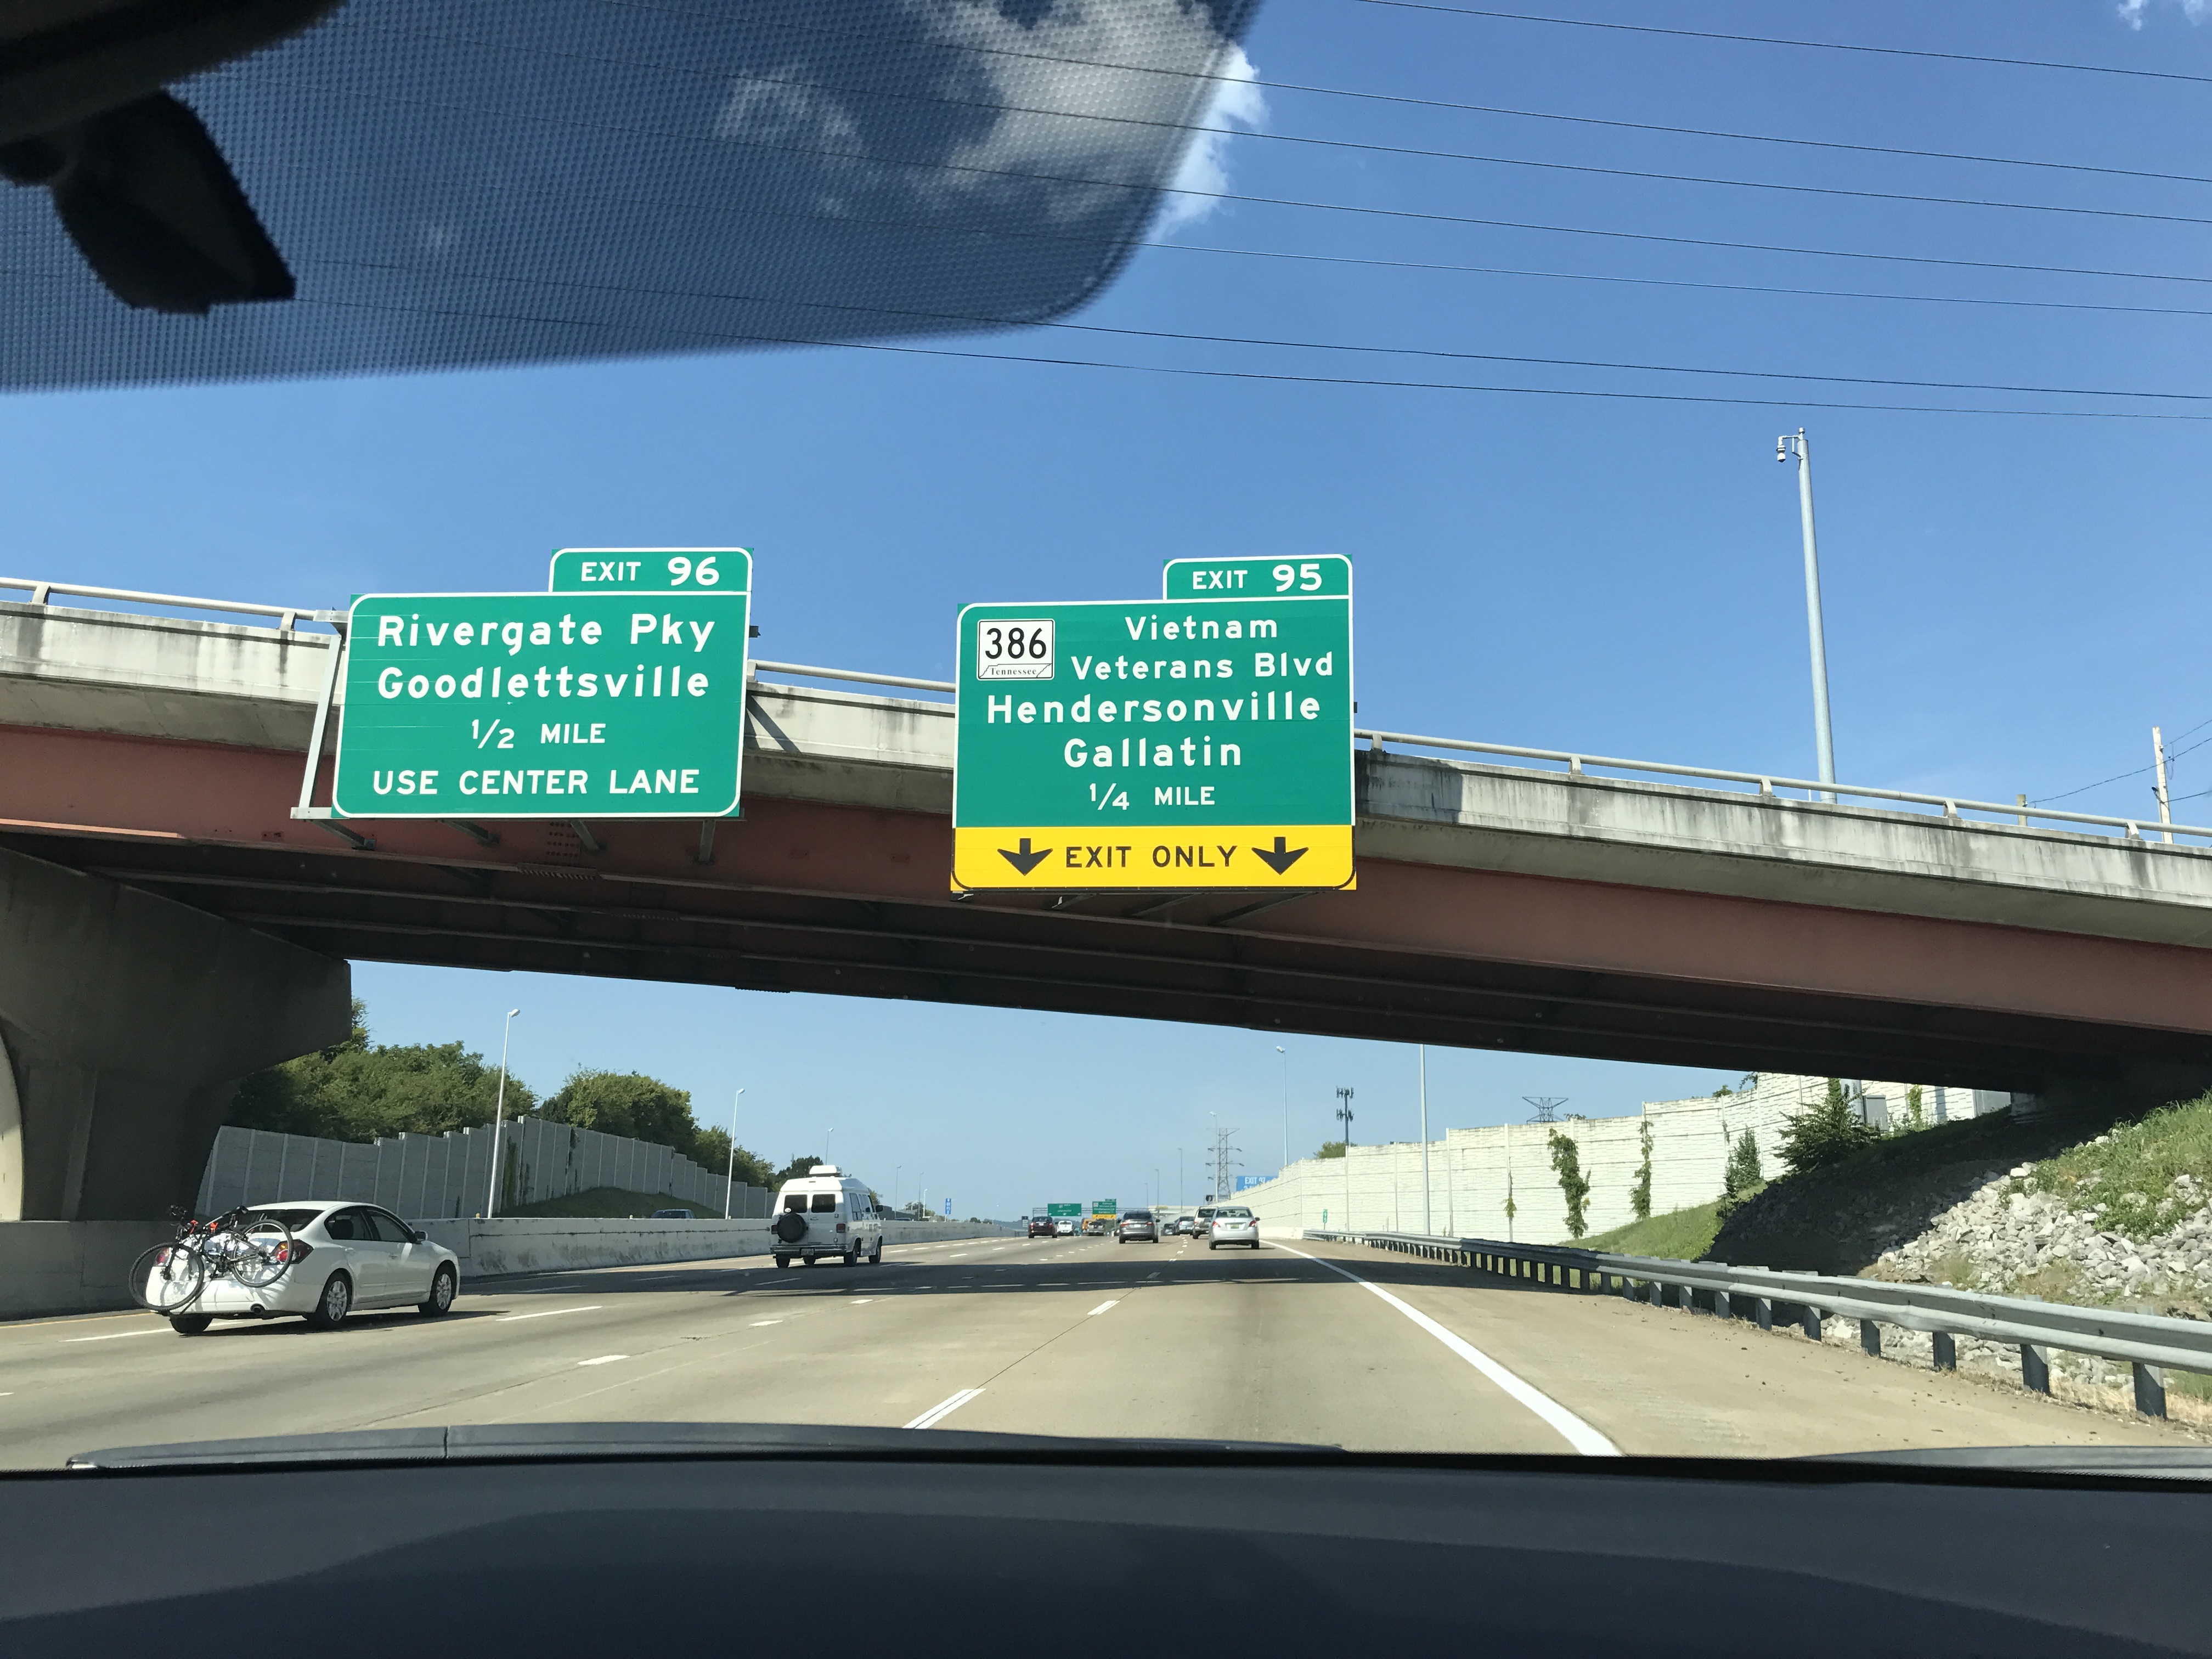 EXIT 96
Rivergate Pky
Goodlettsville
1/2 MILE
USE CENTER LANE
EXIT 95
386
Tennessee
Vietnam
Veterans Blvd
Hendersonville
Gallatin
1/4 MILE
EXIT ONLY